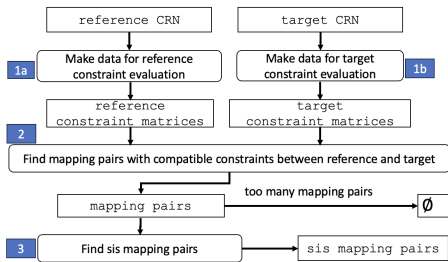 reference CRN
target CRN
1a
Make data for reference
constraint evaluation
Make data for target
constraint evaluation
1b
reference
constraint matrices
target
constraint matrices
2
Find mapping pairs with compatible constraints between reference and target
too many mapping pairs
mapping pairs
Ø
3
Find sis mapping pairs
sis mapping pairs